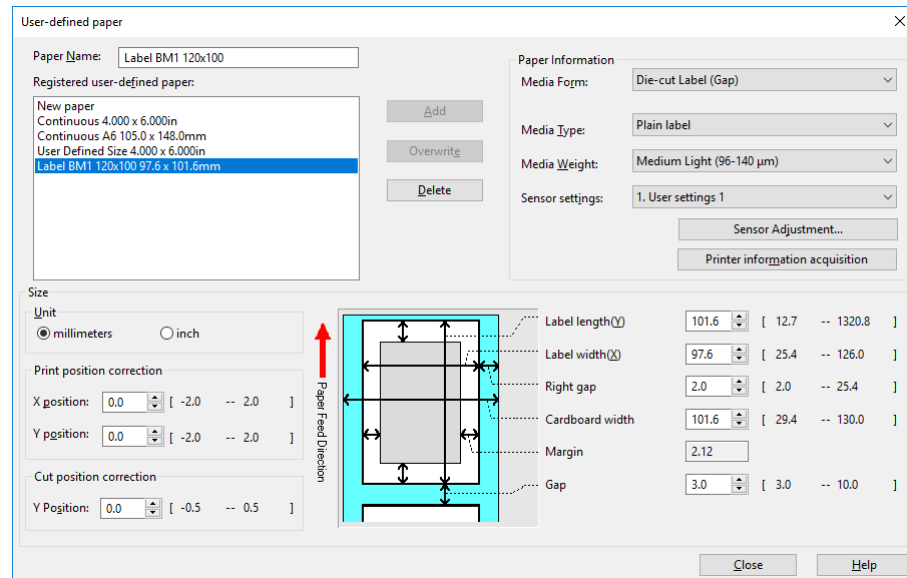 User-defined paper
Paper Name: Label BM1 120x100
Registered user-defined paper:
New paper
Continuous 4.000 x 6.000in
Continuous A6 105.0 x 148.0mm
User Defined Size 4.000 x 6.000in
Label BM1 120x100 97.6 x 101.6mm
Add
Overwrite
Delete
Paper Information
Media Form: Die-cut Label (Gap)
Media Type: Plain label
Media Weight: Medium Light (96-140 µm)
Sensor settings: 1. User settings 1
Sensor Adjustment...
Printer information acquisition
Size
Unit
millimeters inch
Print position correction
X position: 0.0 [ -2.0 -- 2.0 ]
Y position: 0.0 [ -2.0 -- 2.0 ]
Cut position correction
Y Position: 0.0 [ -0.5 -- 0.5 ]
Paper Feed Direction
Label length(Y) 101.6 [ 12.7 -- 1320.8 ]
Label width(X) 97.6 [ 25.4 -- 126.0 ]
Right gap 2.0 [ 2.0 -- 25.4 ]
Cardboard width 101.6 [ 29.4 -- 130.0 ]
Margin 2.12
Gap 3.0 [ 3.0 -- 10.0 ]
Close
Help